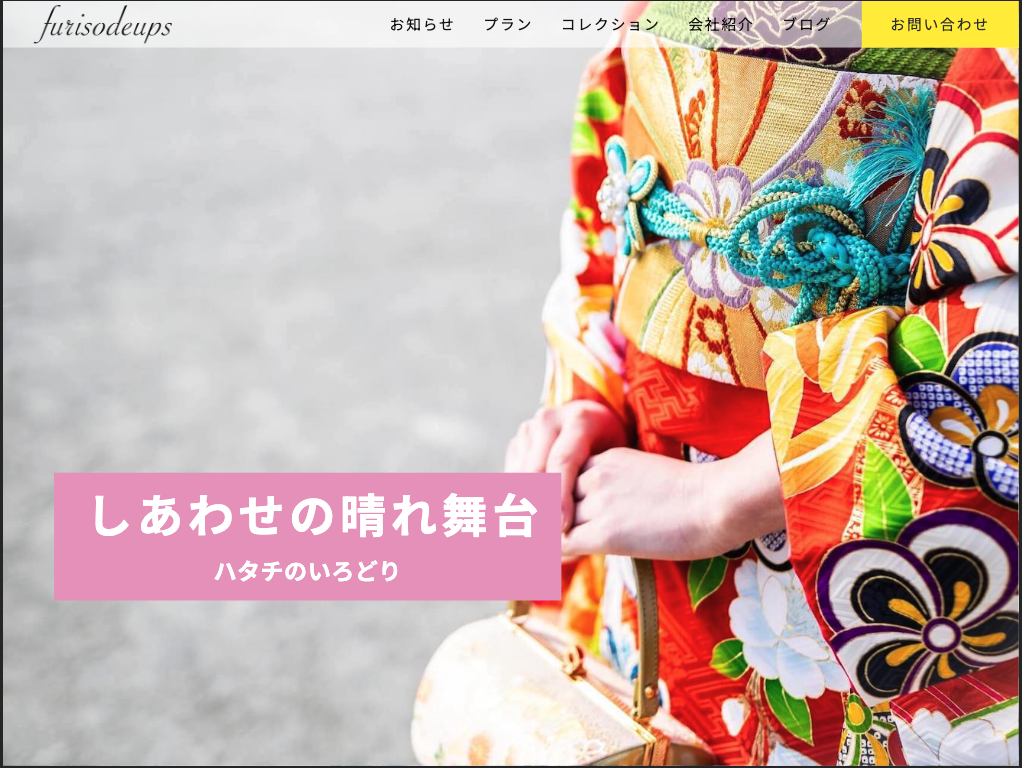 furisodeups
お知らせ
プラン
コレクション
会社紹介
ブログ
お問い合わせ
しあわせの晴れ舞台
ハタチのいろどり